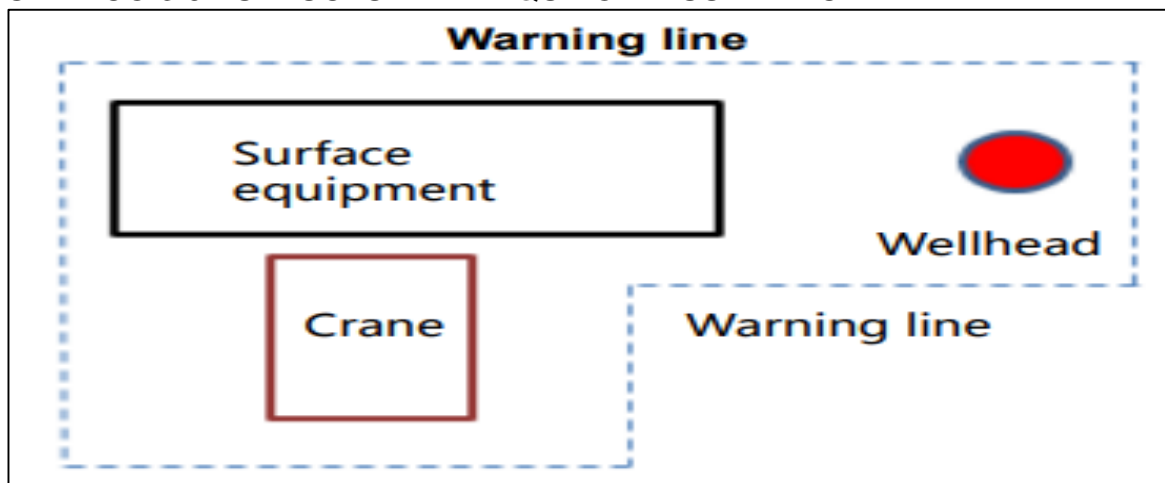 Warning line
Surface
equipment
Wellhead
Crane
Warning line